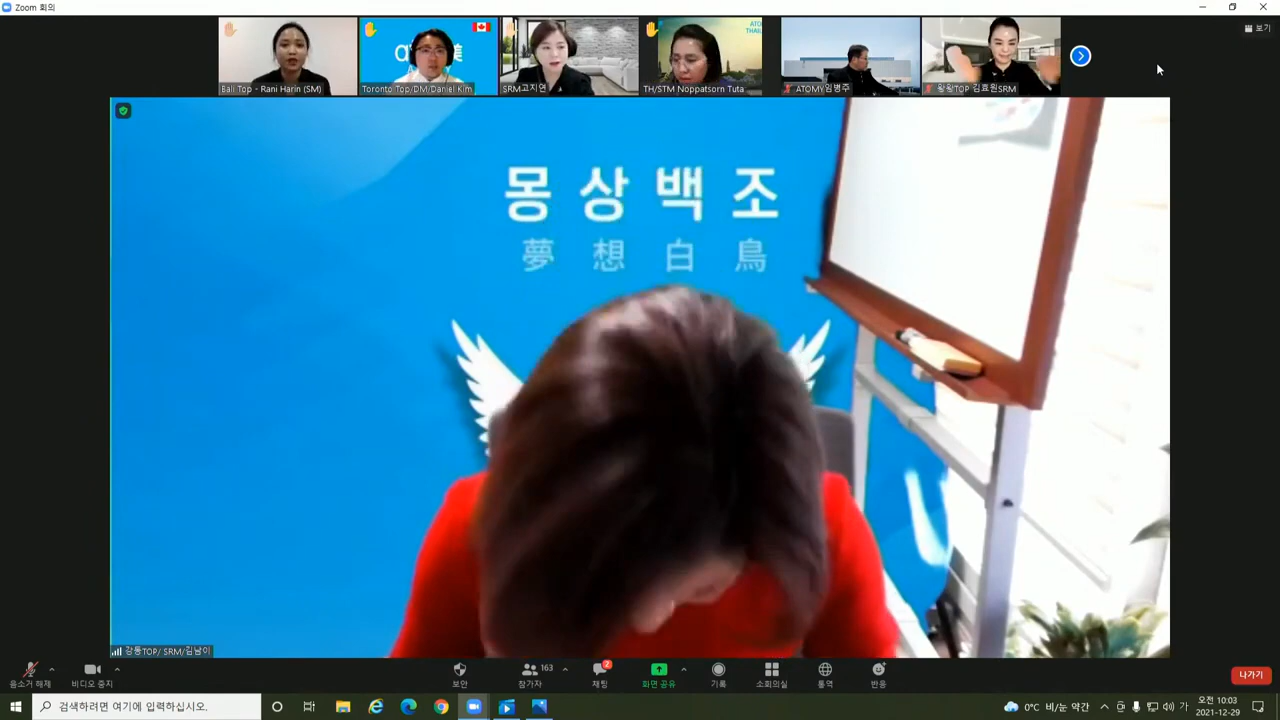 Zoom 회의
보기
Bali Top - Rani Harin (SM)
Toronto Top/DM/Daniel Kim
SRM고지연
TH/STM Noppatsorn Tuta
ATOMY임병주
왕왕TOP 김효원SRM
몽상백조
夢想白鳥
강동TOP/ SRM/김남이
음소거 해제
비디오 중지
보안
163
참가자
2
채팅
화면 공유
기록
소회의실
통역
반응
나가기
검색하려면 여기에 입력하십시오.
0°C 비/눈 약간
가
오전 10:03
2021-12-29